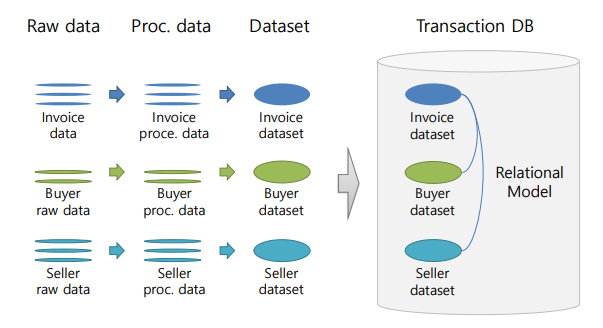 Raw data
Proc. data
Dataset
Transaction DB
Invoice
data
Invoice
proce. data
Invoice
dataset
Invoice
dataset
Buyer
raw data
Buyer
proc. data
Buyer
dataset
Buyer
dataset
Relational
Model
Seller
raw data
Seller
proc. data
Seller
dataset
Seller
dataset